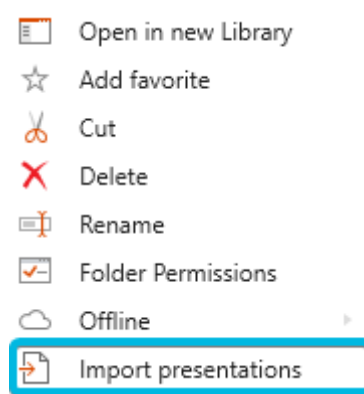 Open in new Library
Add favorite
Cut
Delete
Rename
Folder Permissions
Offline
Import presentations